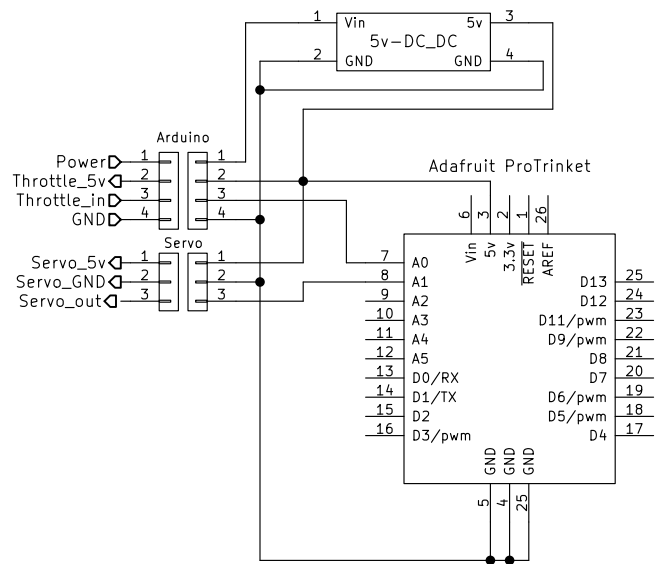 1 Vin 5v 3
5v-DC_DC
2 GND GND 4
Arduino
Power 1 1
Throttle_5v 2 2
Throttle_in 3 3
GND 4 4
Servo
Servo_5v 1 1
Servo_GND 2 2
Servo_out 3 3
Adafruit ProTrinket
6 3 2 1 26
Vin 5v 3.3v RESET AREF
7 A0
8 A1 D13 25
9 A2 D12 24
10 A3 D11/pwm 23
11 A4 D9/pwm 22
12 A5 D8 21
13 D0/RX D7 20
14 D1/TX D6/pwm 19
15 D2 D5/pwm 18
16 D3/pwm D4 17
GND GND GND
5 4 25